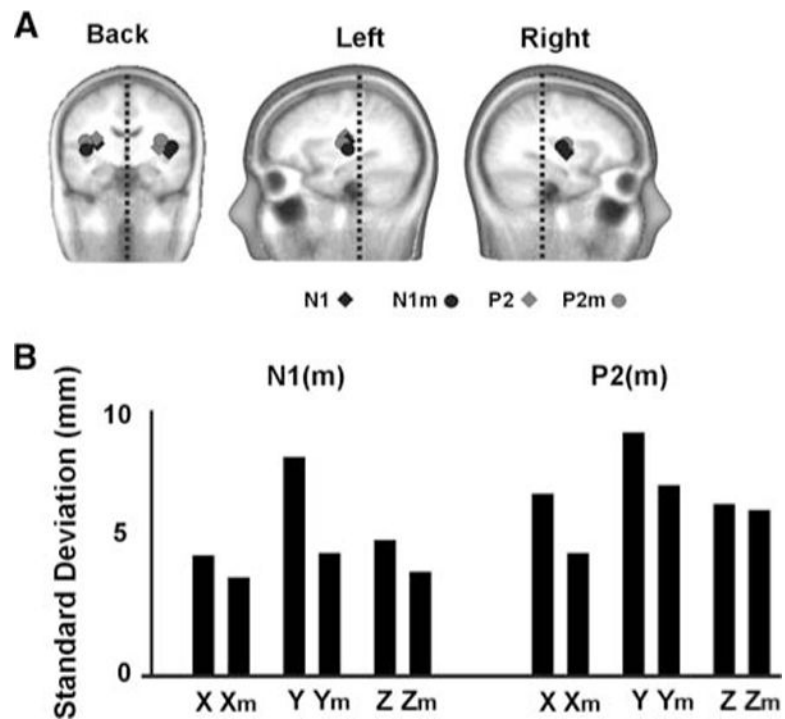 A
Back Left Right
N1 N1m P2 P2m
B
N1(m) P2(m)
Standard Deviation (mm)
10
5
0
X Xm Y Ym Z Zm X Xm Y Ym Z Zm